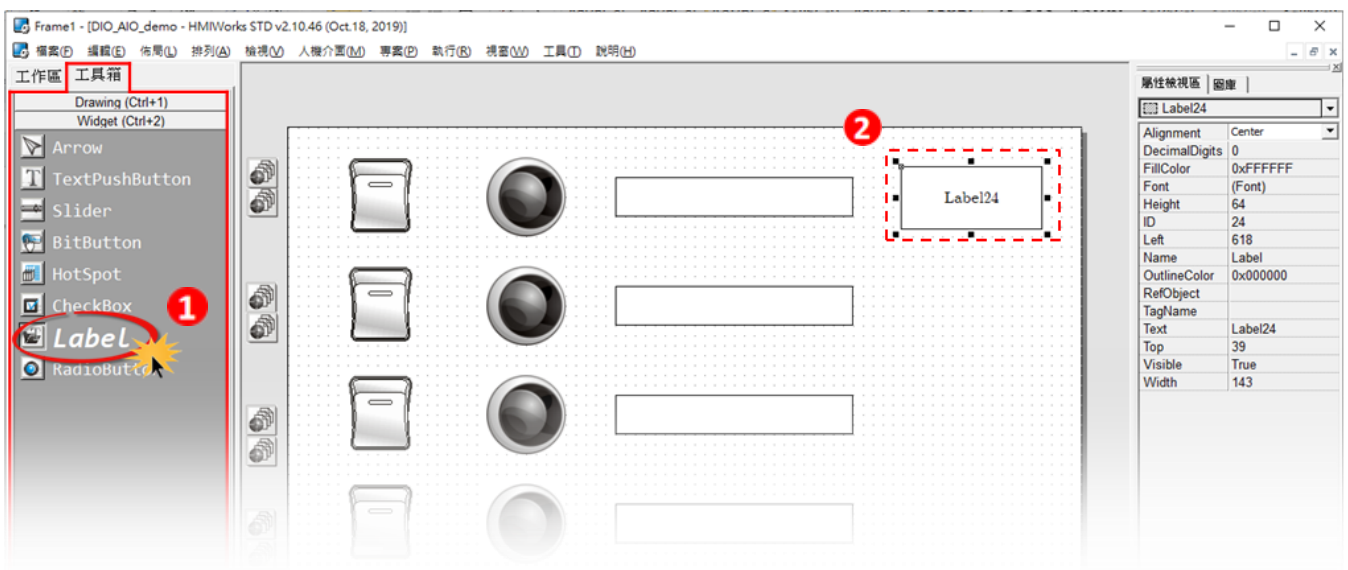 Frame1 - [DIO_AIO_demo - HMIWorks STD v2.10.46 (Oct.18, 2019)]
檔案(F) 編輯(E) 佈局(L) 排列(A) 檢視(V) 人機介面(M) 專案(P) 執行(R) 視窗(W) 工具(T) 說明(H)
工作區 工具箱
Drawing (Ctrl+1)
Widget (Ctrl+2)
Arrow
TextPushButton
Slider
BitButton
HotSpot
CheckBox
1
Label
RadioButton
2
Label24
屬性檢視區 圖庫
Label24
Alignment Center
DecimalDigits 0
FillColor 0xFFFFFF
Font (Font)
Height 64
ID 24
Left 618
Name Label
OutlineColor 0x000000
RefObject
TagName
Text Label24
Top 39
Visible True
Width 143